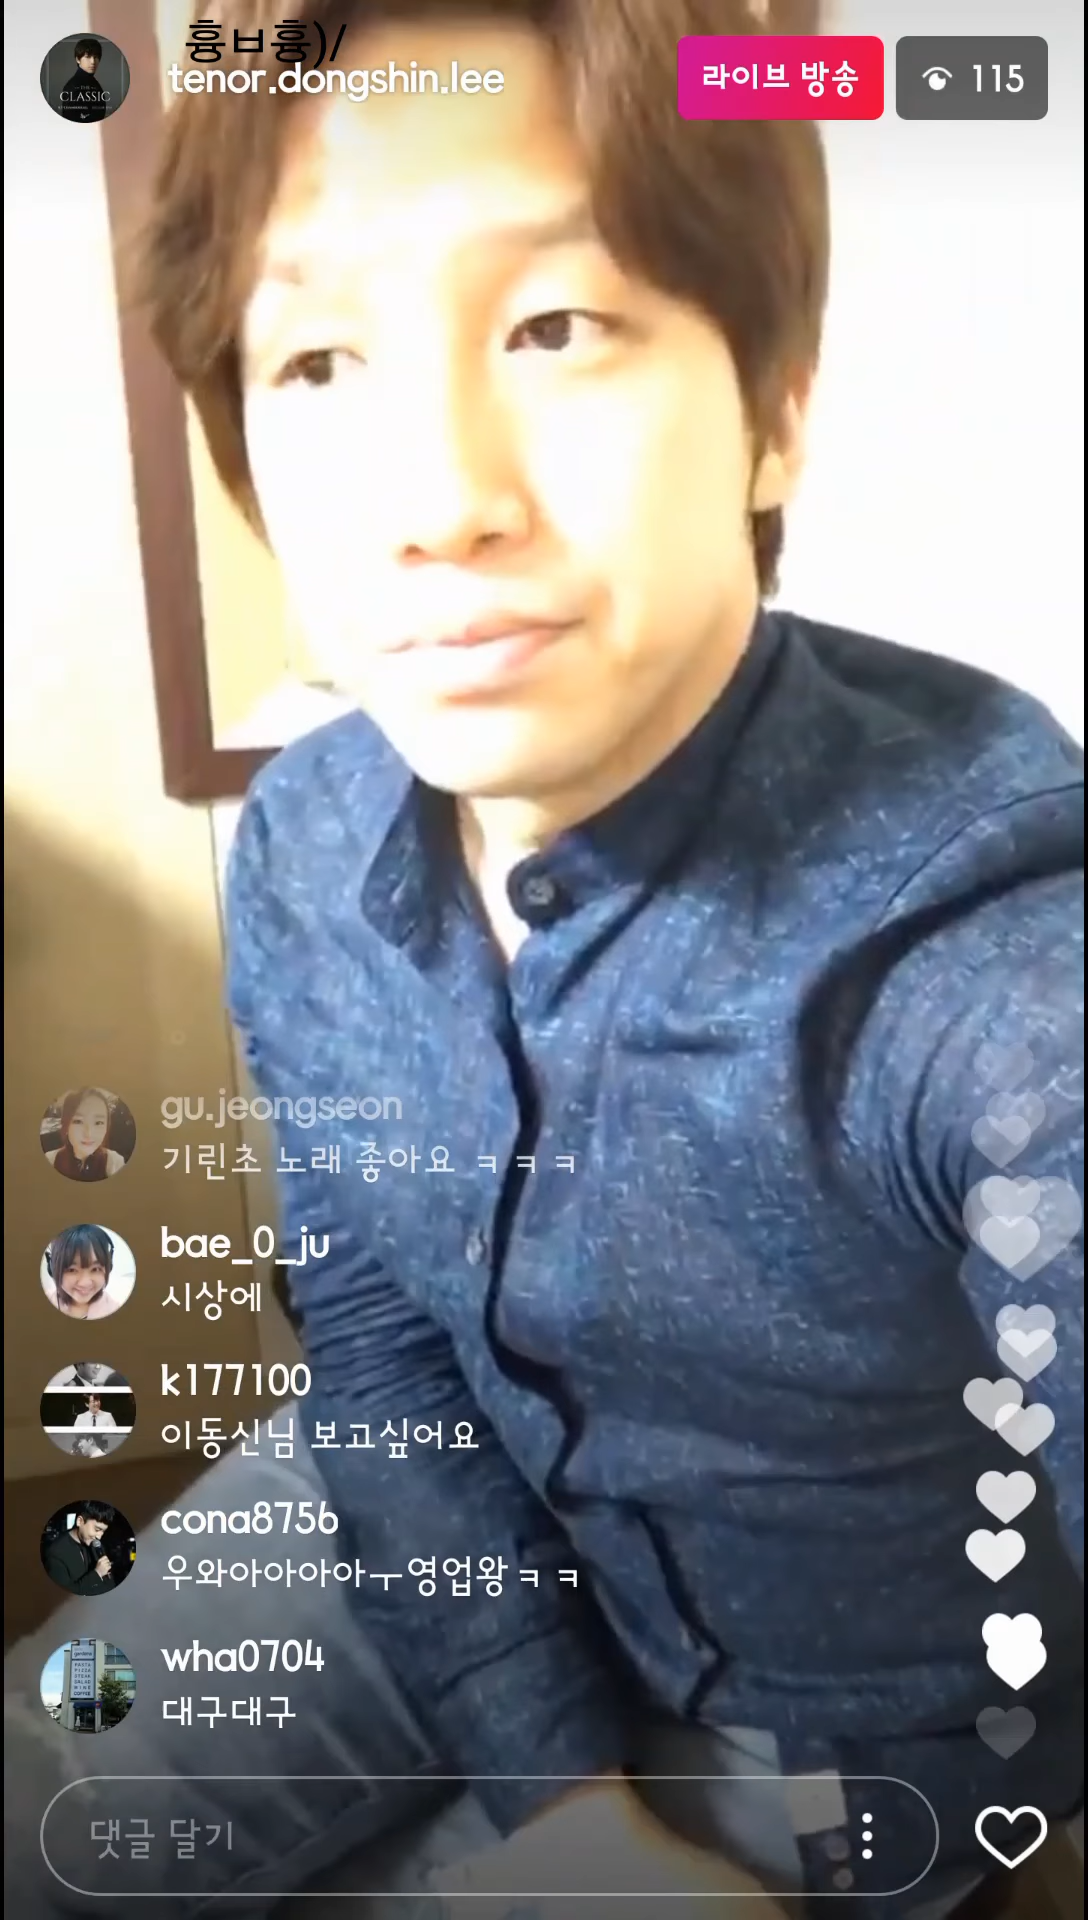 흉ㅂ흉)/
tenor.dongshin.lee
라이브 방송
115
CLASSIC
gu.jeongseon
기린초 노래 좋아요 ㅋㅋㅋ
bae_0_ju
시상에
k177100
이동신님 보고싶어요
cona8756
우와아아아아ㅜ영업왕ㅋㅋ
wha0704
대구대구
댓글 달기